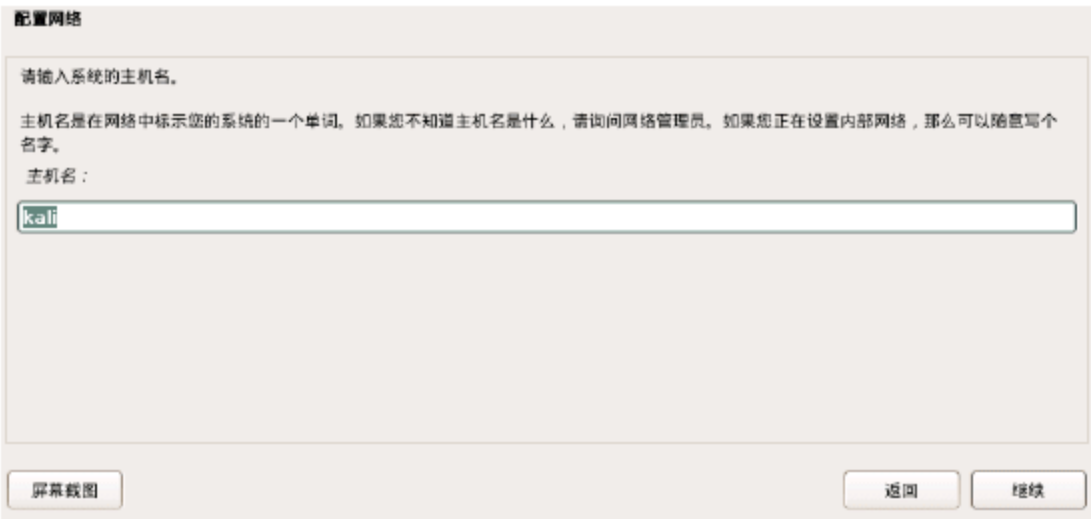 配置网络
请输入系统的主机名。
主机名是在网络中标示您的系统的一个单词。如果您不知道主机名是什么，请询问网络管理员。如果您正在设置内部网络，那么可以随意写个
名字。
主机名：
kali
屏幕截图
返回
继续